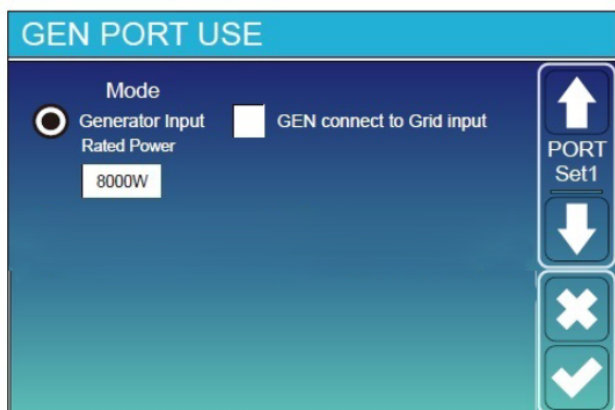 GEN PORT USE
Mode
Generator Input
Rated Power
8000W
GEN connect to Grid input
PORT
Set1